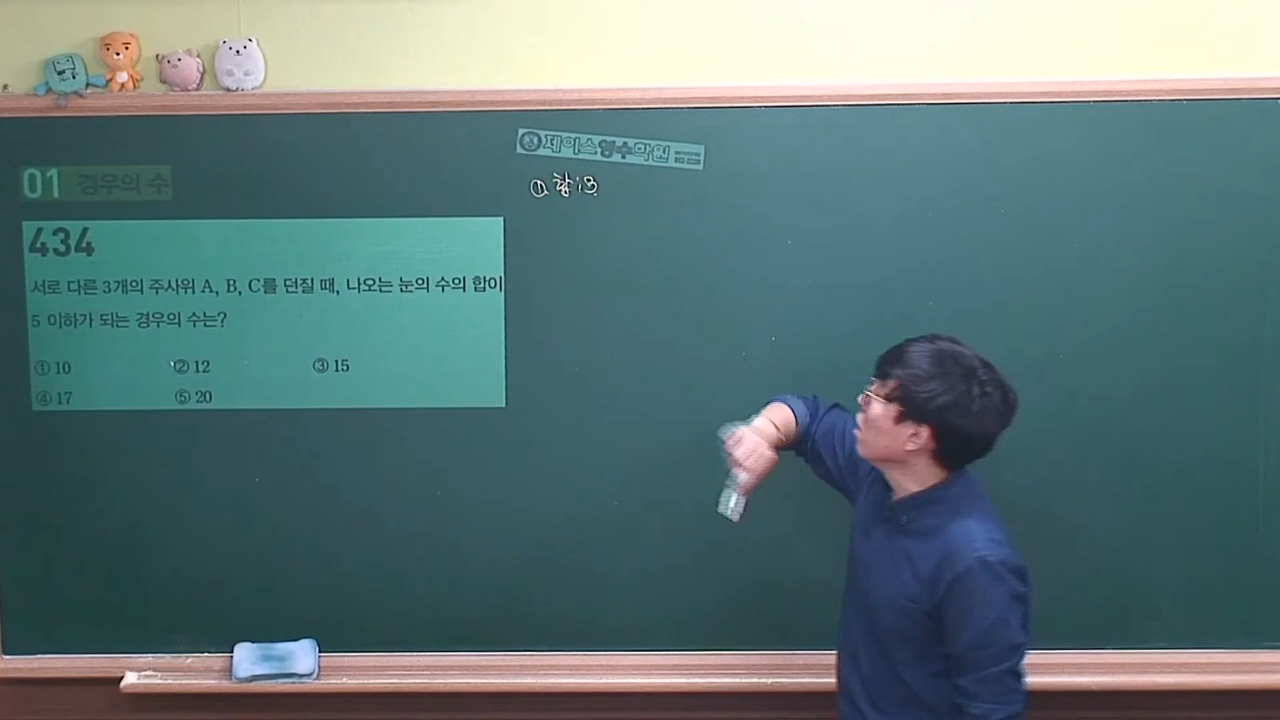 제이스영수학원
① 합:3
01 경우의 수
434
서로 다른 3개의 주사위 A, B, C를 던질 때, 나오는 눈의 수의 합이
5 이하가 되는 경우의 수는?
① 10 ② 12 ③ 15
④ 17 ⑤ 20